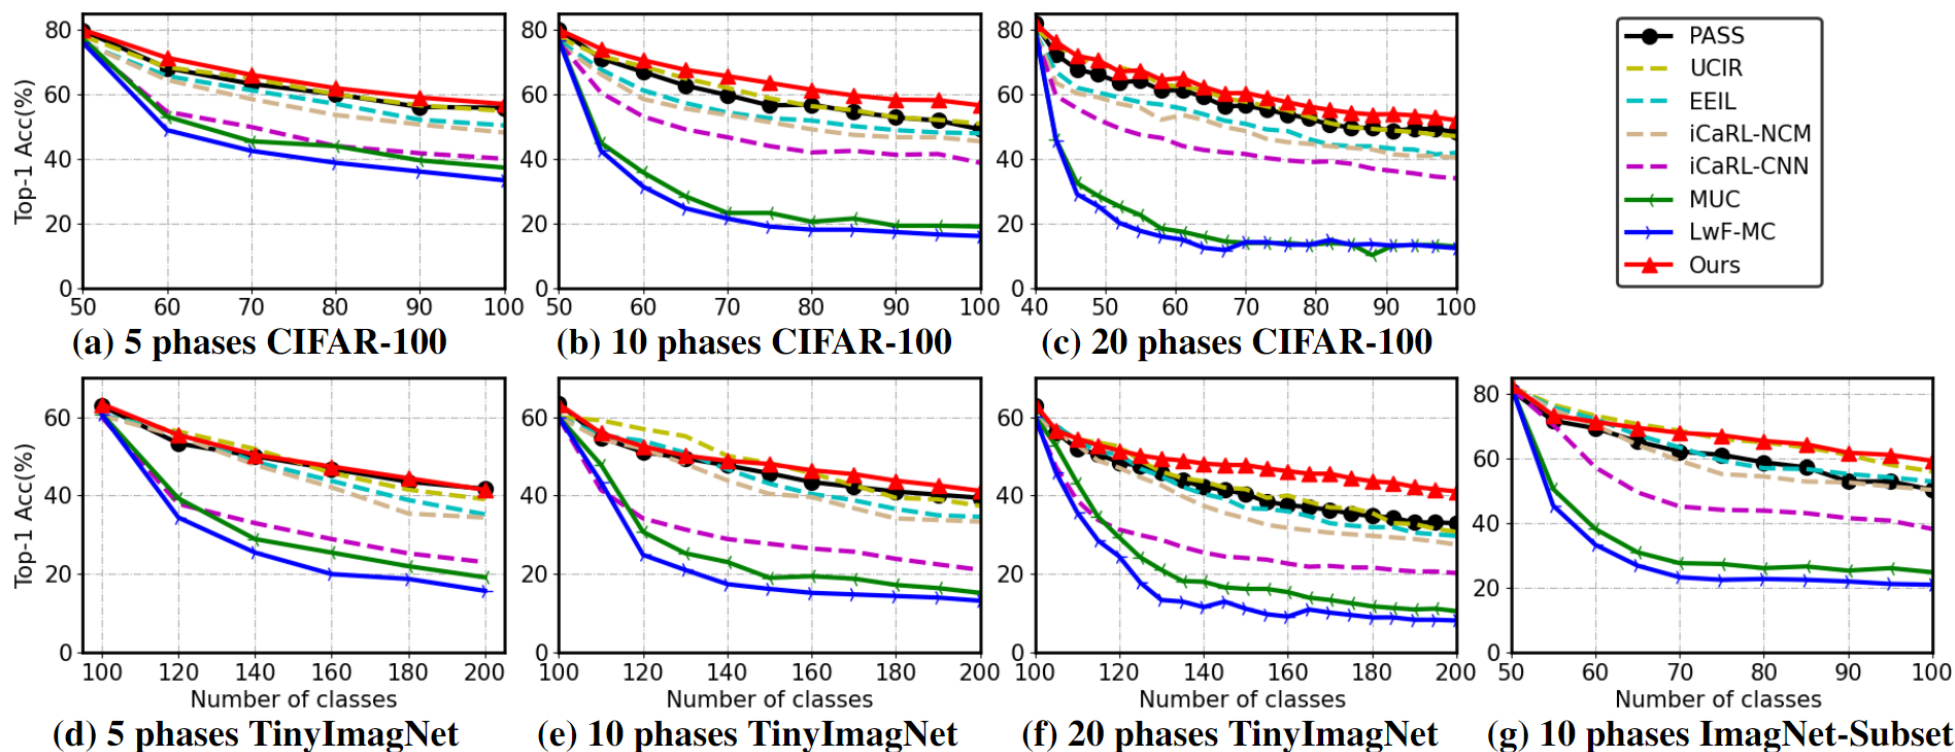 80
60
40
20
0
Top-1 Acc(%)
50 60 70 80 90 100
(a) 5 phases CIFAR-100
80
60
40
20
0
50 60 70 80 90 100
(b) 10 phases CIFAR-100
80
60
40
20
0
40 50 60 70 80 90 100
(c) 20 phases CIFAR-100
PASS
UCIR
EEIL
iCaRL-NCM
iCaRL-CNN
MUC
LwF-MC
Ours
60
40
20
0
Top-1 Acc(%)
100 120 140 160 180 200
Number of classes
(d) 5 phases TinyImagNet
60
40
20
0
100 120 140 160 180 200
Number of classes
(e) 10 phases TinyImagNet
60
40
20
0
100 120 140 160 180 200
Number of classes
(f) 20 phases TinyImagNet
80
60
40
20
0
50 60 70 80 90 100
Number of classes
(g) 10 phases ImagNet-Subset